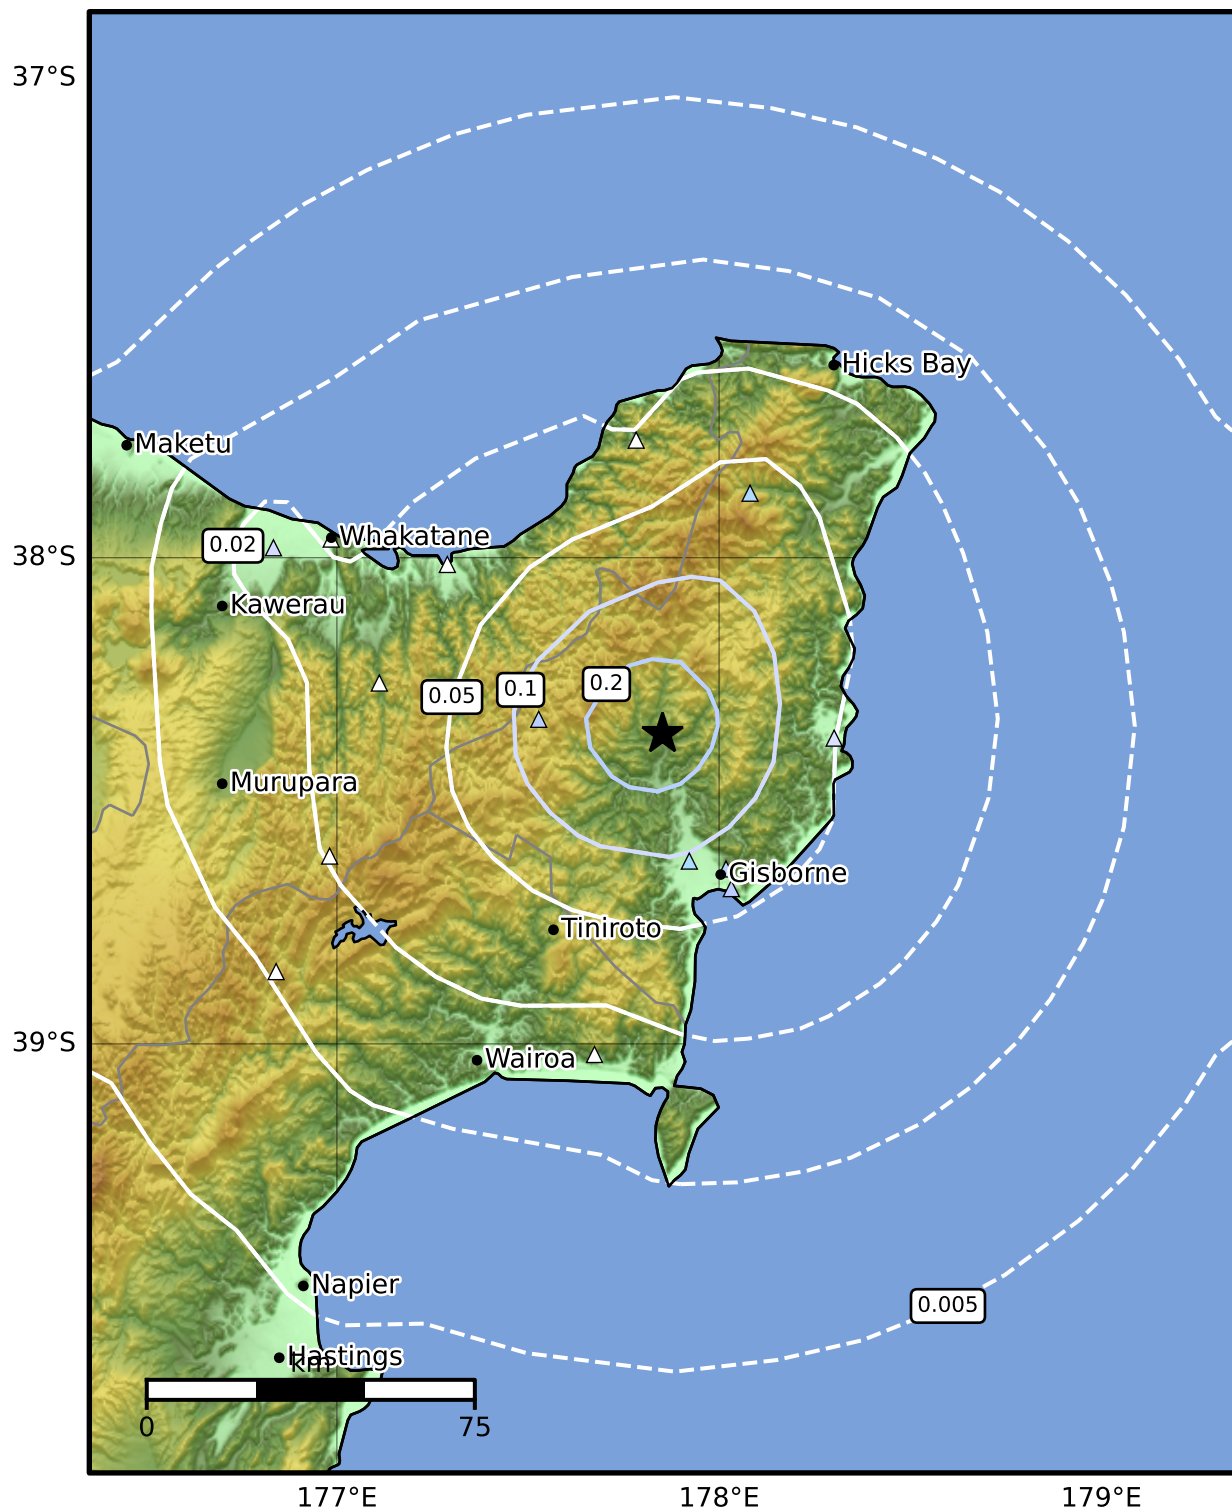 37°S
Hicks Bay
Maketu
Whakatane
0.02
38°S
Kawerau
0.2
0.1
0.05
Murupara
Gisborne
Tiniroto
39°S
Wairoa
Napier
0.005
Hastings
km
0
75
177°E
178°E
179°E